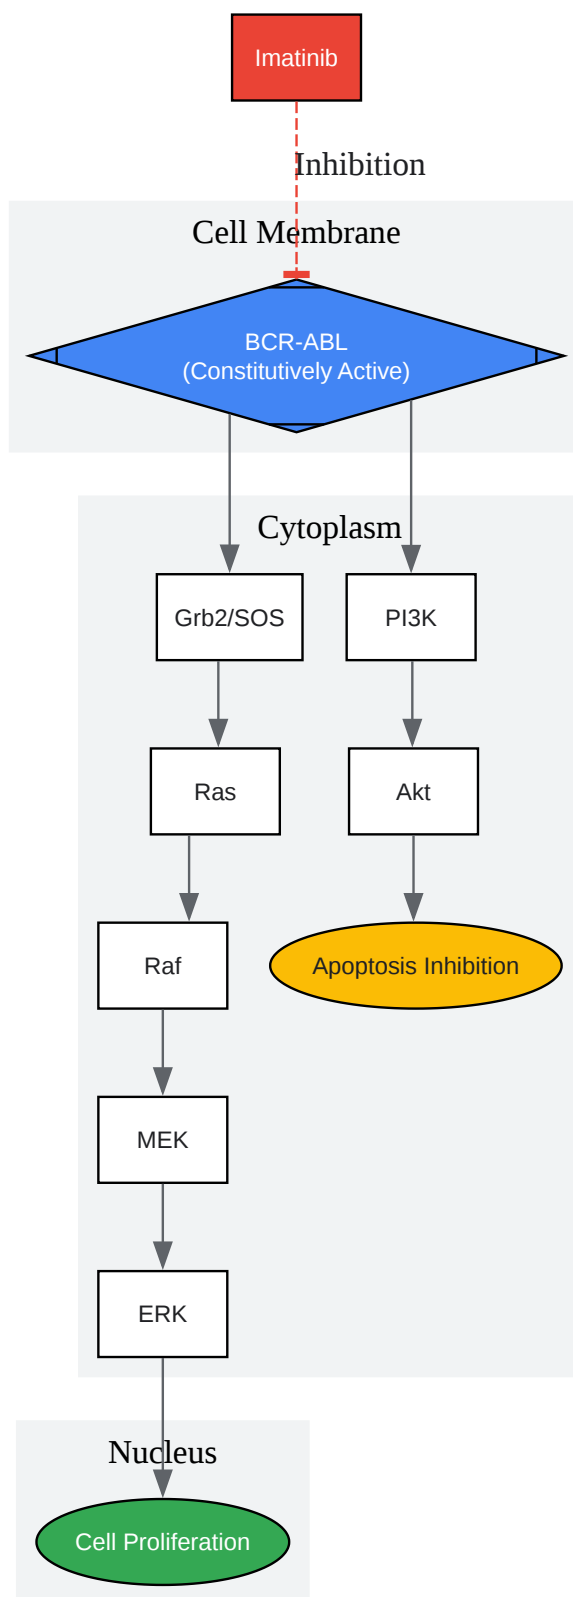 Imatinib
Inhibition
Cell Membrane
BCR-ABL
(Constitutively Active)
Cytoplasm
Grb2/SOS
PI3K
Ras
Akt
Raf
Apoptosis Inhibition
MEK
ERK
Nucleus
Cell Proliferation